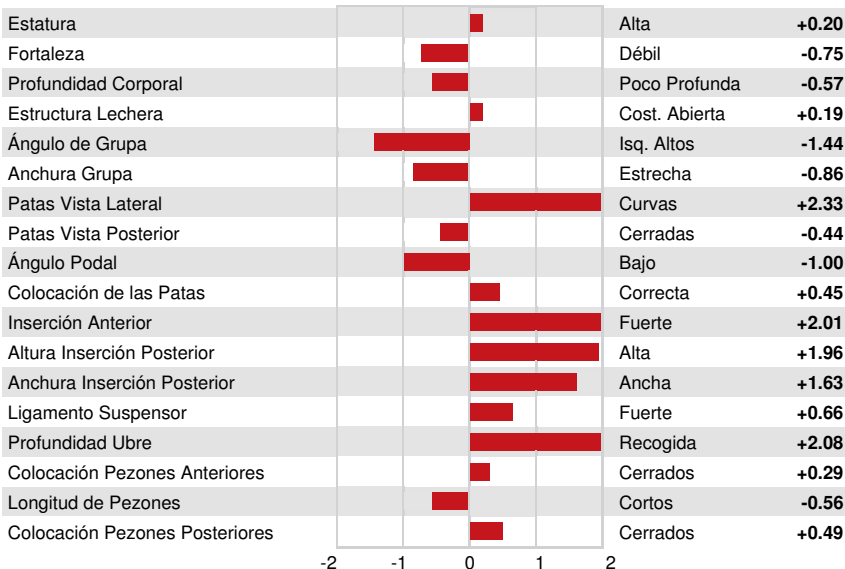 Estatura Alta +0.20
Fortaleza Débil -0.75
Profundidad Corporal Poco Profunda -0.57
Estructura Lechera Cost. Abierta +0.19
Ángulo de Grupa Isq. Altos -1.44
Anchura Grupa Estrecha -0.86
Patas Vista Lateral Curvas +2.33
Patas Vista Posterior Cerradas -0.44
Ángulo Podal Bajo -1.00
Colocación de las Patas Correcta +0.45
Inserción Anterior Fuerte +2.01
Altura Inserción Posterior Alta +1.96
Anchura Inserción Posterior Ancha +1.63
Ligamento Suspensor Fuerte +0.66
Profundidad Ubre Recogida +2.08
Colocación Pezones Anteriores Cerrados +0.29
Longitud de Pezones Cortos -0.56
Colocación Pezones Posteriores Cerrados +0.49
-2 -1 0 1 2